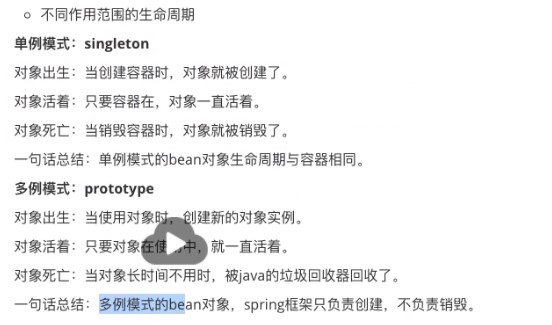 不同作用范围的生命周期
单例模式：singleton
对象出生：当创建容器时，对象就被创建了。
对象活着：只要容器在，对象一直活着。
对象死亡：当销毁容器时，对象就被销毁了。
一句话总结：单例模式的bean对象生命周期与容器相同。
多例模式：prototype
对象出生：当使用对象时，创建新的对象实例。
对象活着：只要对象在使用中，就一直活着。
对象死亡：当对象长时间不用时，被java的垃圾回收器回收了。
一句话总结：多例模式的bean对象，spring框架只负责创建，不负责销毁。